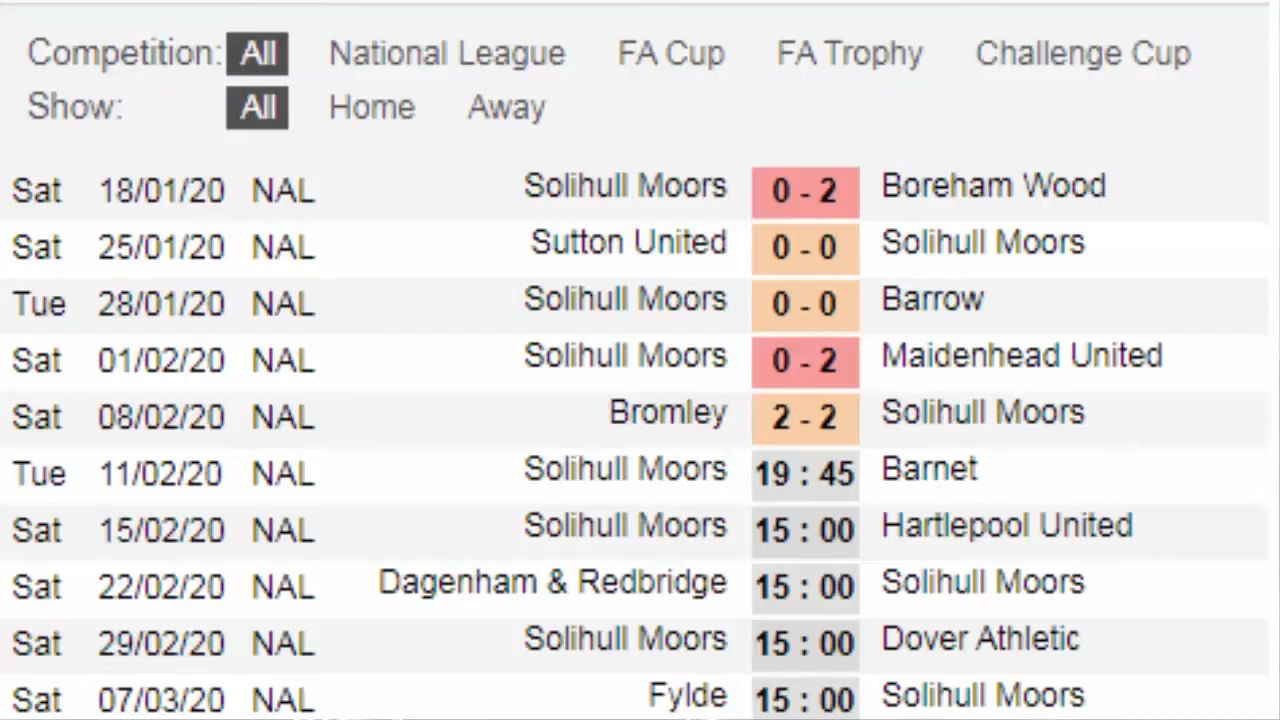 Competition: All National League FA Cup FA Trophy Challenge Cup
Show: All Home Away
Sat 18/01/20 NAL Solihull Moors 0 - 2 Boreham Wood
Sat 25/01/20 NAL Sutton United 0 - 0 Solihull Moors
Tue 28/01/20 NAL Solihull Moors 0 - 0 Barrow
Sat 01/02/20 NAL Solihull Moors 0 - 2 Maidenhead United
Sat 08/02/20 NAL Bromley 2 - 2 Solihull Moors
Tue 11/02/20 NAL Solihull Moors 19 : 45 Barnet
Sat 15/02/20 NAL Solihull Moors 15 : 00 Hartlepool United
Sat 22/02/20 NAL Dagenham & Redbridge 15 : 00 Solihull Moors
Sat 29/02/20 NAL Solihull Moors 15 : 00 Dover Athletic
Sat 07/03/20 NAL Fylde 15 : 00 Solihull Moors